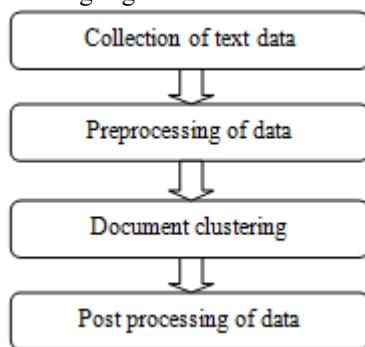 Collection of text data
Preprocessing of data
Document clustering
Post processing of data